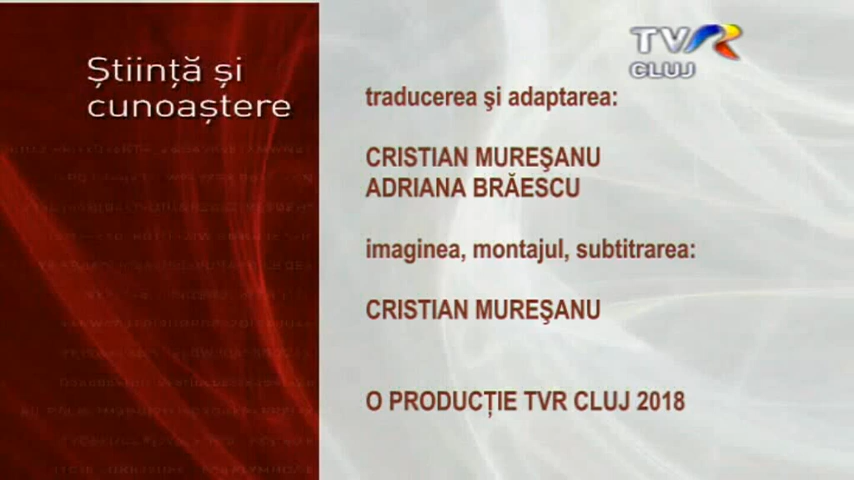 Știință și
cunoaștere
TVR
CLUJ
traducerea şi adaptarea:
CRISTIAN MUREŞANU
ADRIANA BRĂESCU
imaginea, montajul, subtitrarea:
CRISTIAN MUREŞANU
O PRODUCȚIE TVR CLUJ 2018